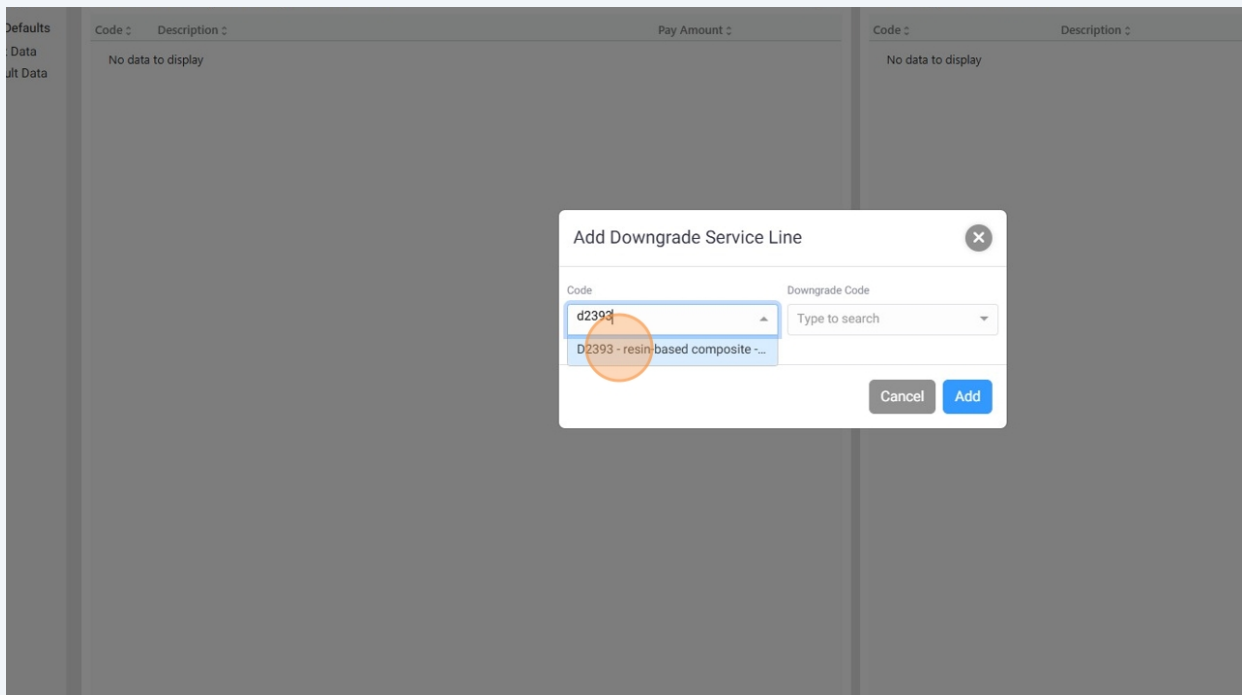 Defaults
Data
ult Data
Code Description Pay Amount
No data to display
Code Description
No data to display
Add Downgrade Service Line
Code
d2393
D2393 - resin-based composite -...
Downgrade Code
Type to search
Cancel Add